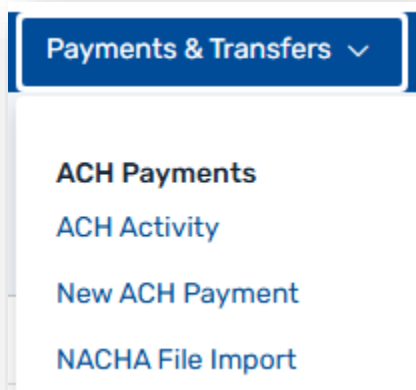 Payments & Transfers
ACH Payments
ACH Activity
New ACH Payment
NACHA File Import